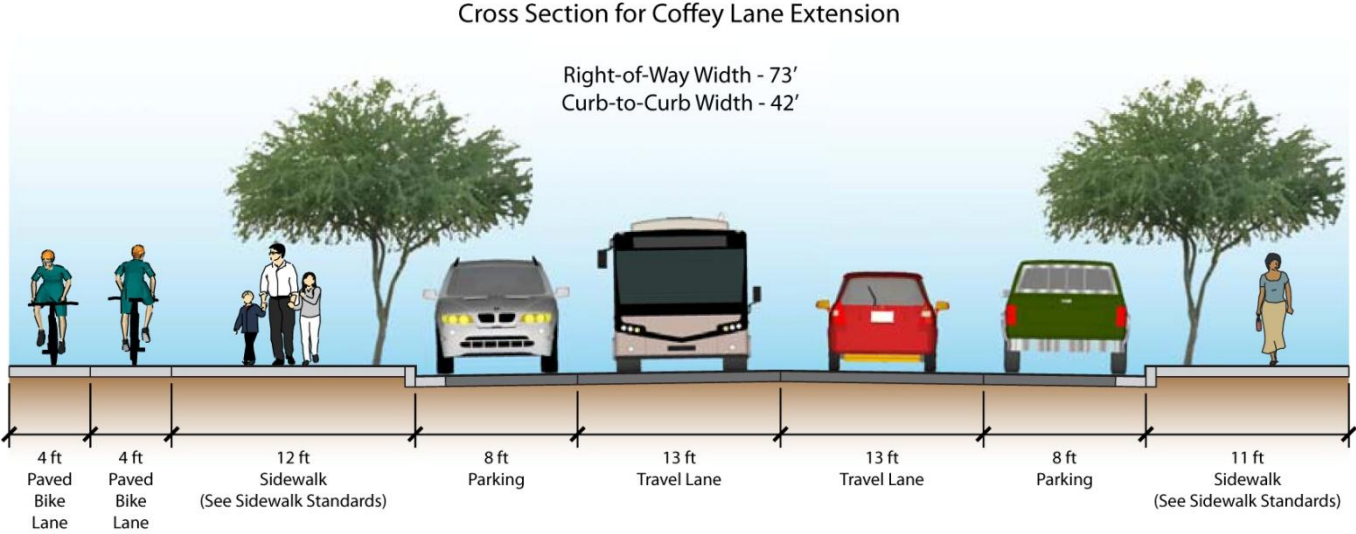 Cross Section for Coffey Lane Extension
Right-of-Way Width - 73’
Curb-to-Curb Width - 42’
4 ft
Paved
Bike
Lane
4 ft
Paved
Bike
Lane
12 ft
Sidewalk
(See Sidewalk Standards)
8 ft
Parking
13 ft
Travel Lane
13 ft
Travel Lane
8 ft
Parking
11 ft
Sidewalk
(See Sidewalk Standards)